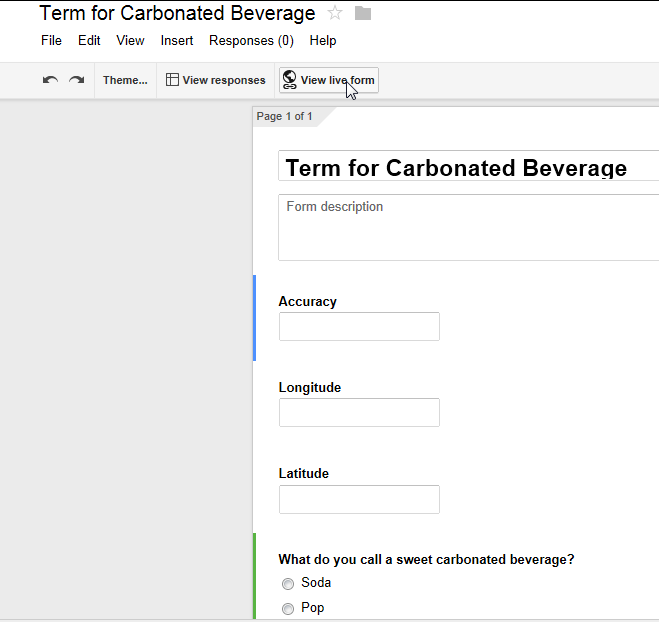 Term for Carbonated Beverage
File Edit View Insert Responses (0) Help
Theme... View responses View live form
Page 1 of 1
Term for Carbonated Beverage
Form description
Accuracy
Longitude
Latitude
What do you call a sweet carbonated beverage?
Soda
Pop